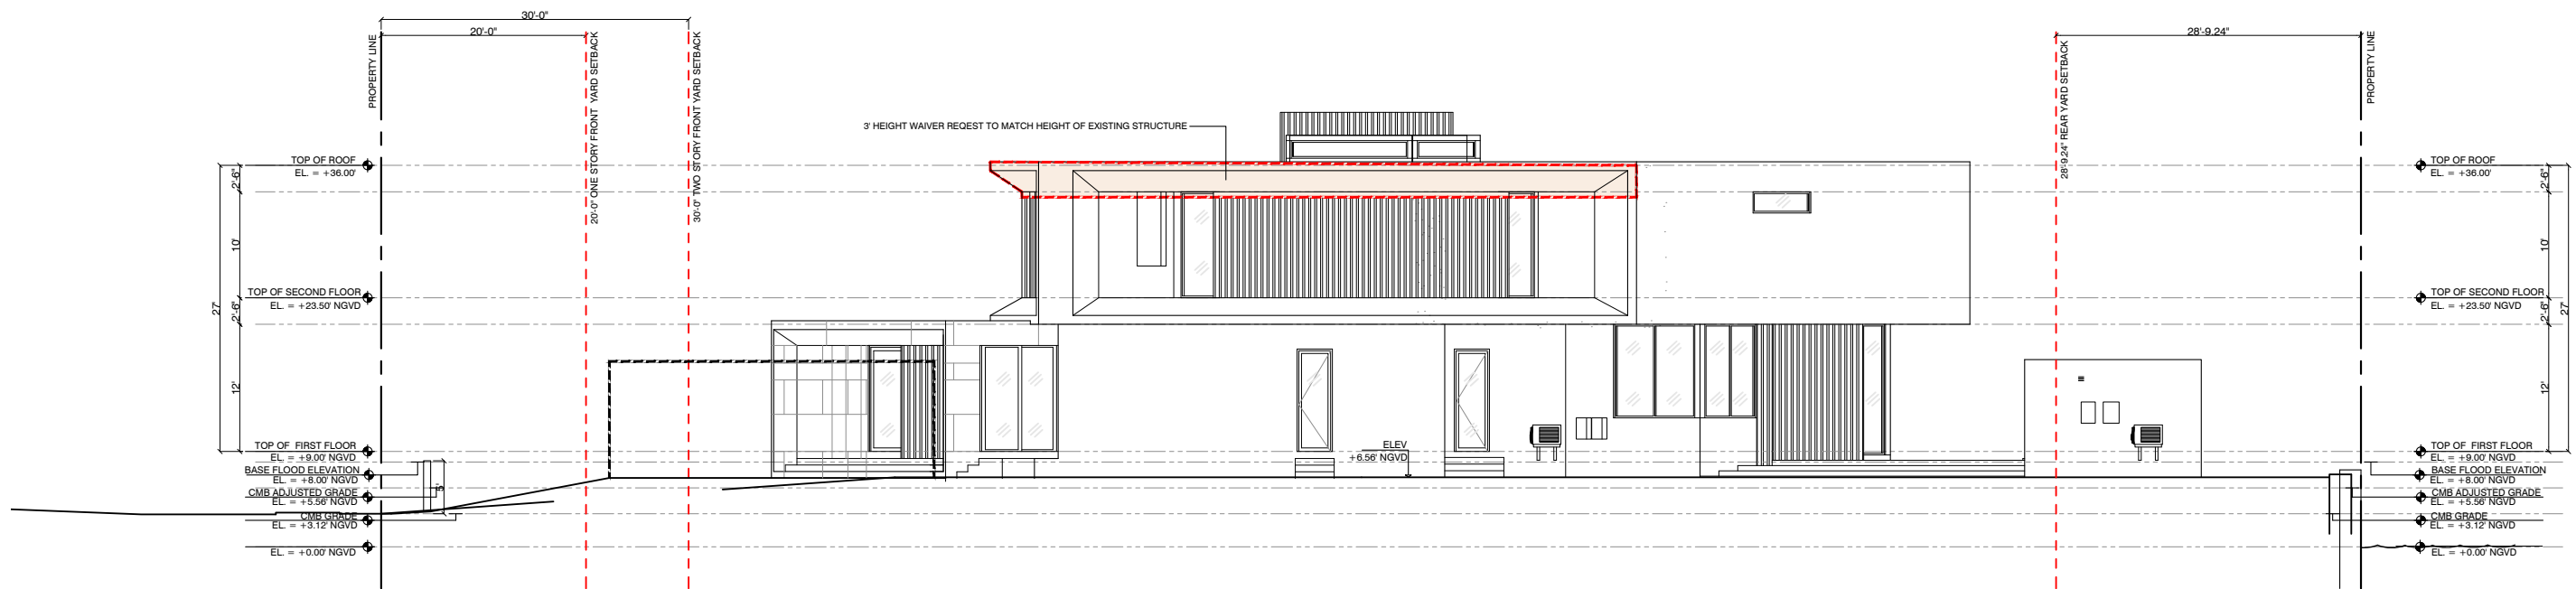 30'-0"
20'-0"
28'-9.24"
PROPERTY LINE
20'-0" ONE STORY FRONT YARD SETBACK
30'-0" TWO STORY FRONT YARD SETBACK
28'-9.24" REAR YARD SETBACK
PROPERTY LINE
3' HEIGHT WAIVER REQEST TO MATCH HEIGHT OF EXISTING STRUCTURE
TOP OF ROOF
EL. = +36.00'
2'-6"
10'
TOP OF SECOND FLOOR
EL. = +23.50' NGVD
2'-6"
27'
12'
TOP OF FIRST FLOOR
EL. = +9.00' NGVD
BASE FLOOD ELEVATION
EL. = +8.00' NGVD
CMB ADJUSTED GRADE
EL. = +5.56' NGVD
CMB GRADE
EL. = +3.12' NGVD
EL. = +0.00' NGVD
5'
ELEV
+6.56' NGVD
TOP OF ROOF
EL. = +36.00'
2'-6"
10'
TOP OF SECOND FLOOR
EL. = +23.50' NGVD
2'-6"
27'
12'
TOP OF FIRST FLOOR
EL. = +9.00' NGVD
BASE FLOOD ELEVATION
EL. = +8.00' NGVD
CMB ADJUSTED GRADE
EL. = +5.56' NGVD
CMB GRADE
EL. = +3.12' NGVD
EL. = +0.00' NGVD